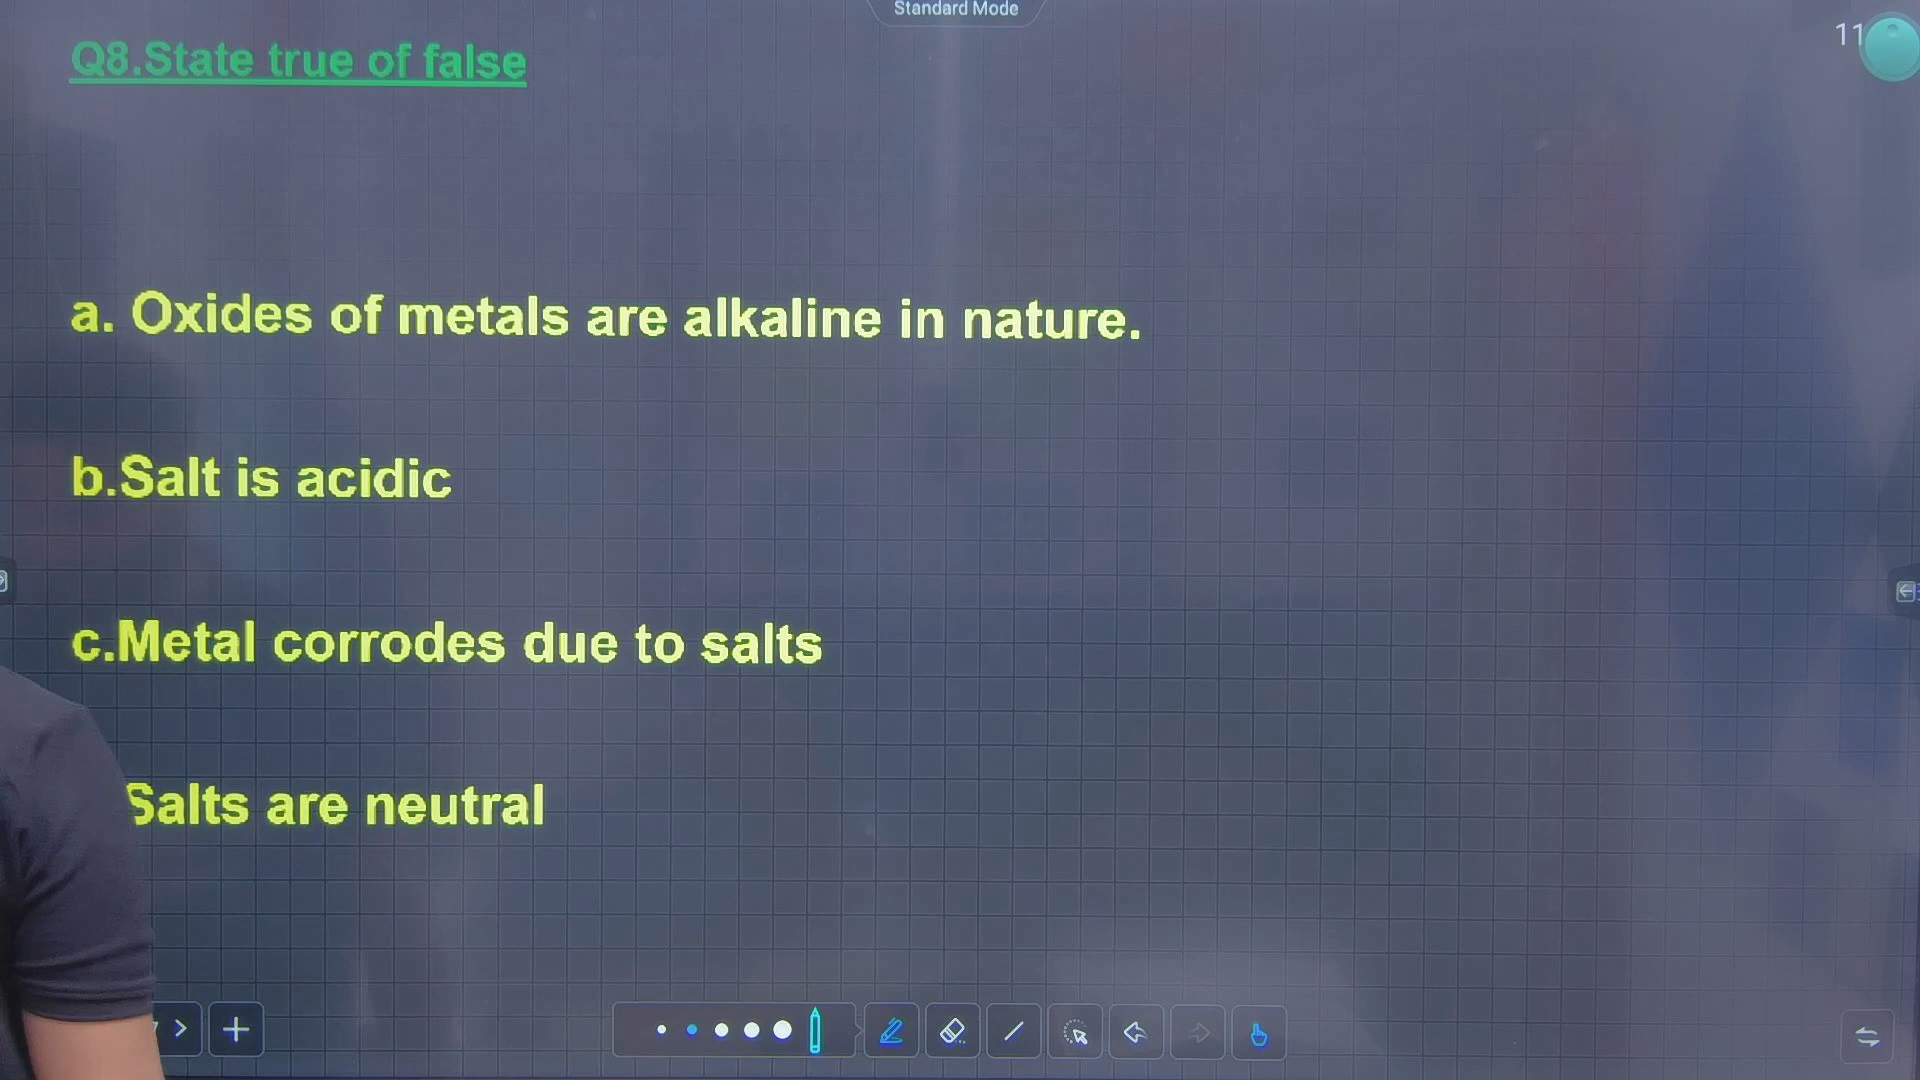 Standard Mode
11
Q8.State true of false
a. Oxides of metals are alkaline in nature.
b.Salt is acidic
c.Metal corrodes due to salts
Salts are neutral